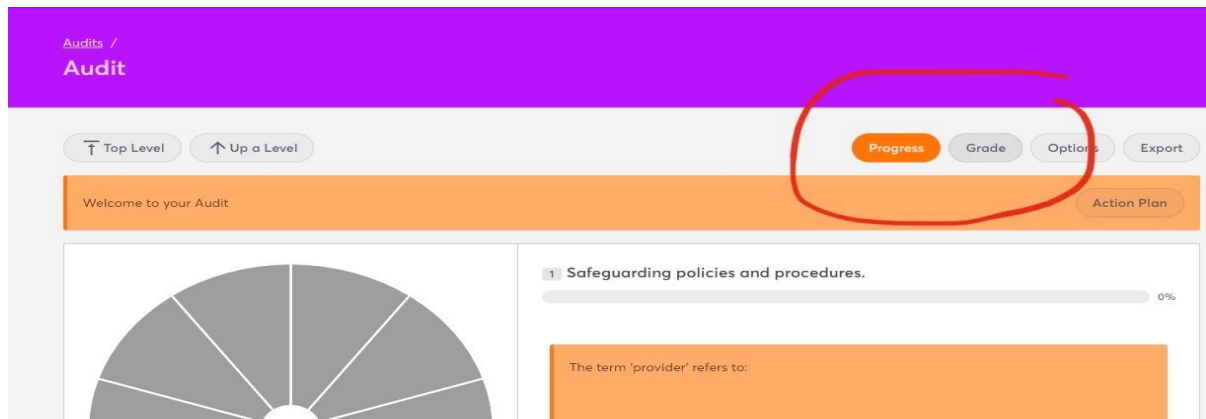 Audits /
Audit
Top Level
Up a Level
Progress
Grade
Options
Export
Welcome to your Audit
Action Plan
1 Safeguarding policies and procedures.
0%
The term 'provider' refers to: